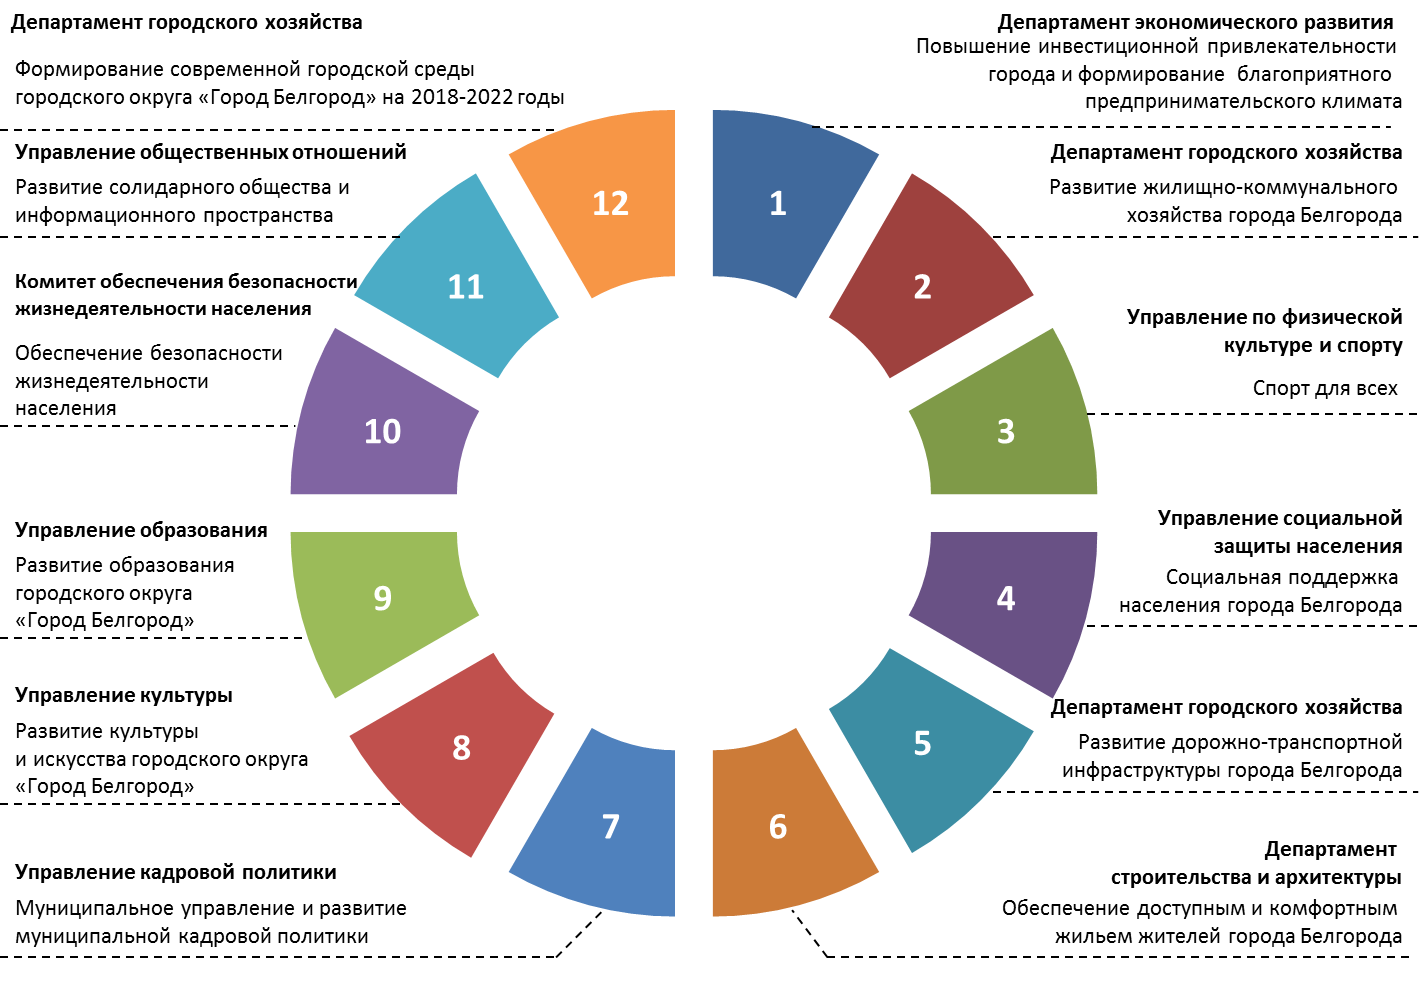 Департамент городского хозяйства
Формирование современной городской среды
городского округа «Город Белгород» на 2018-2022 годы
Управление общественных отношений
Развитие солидарного общества и
информационного пространства
Комитет обеспечения безопасности
жизнедеятельности населения
Обеспечение безопасности
жизнедеятельности
населения
Управление образования
Развитие образования
городского округа
«Город Белгород»
Управление культуры
Развитие культуры
и искусства городского округа
«Город Белгород»
Управление кадровой политики
Муниципальное управление и развитие
муниципальной кадровой политики
12
1
11
2
10
3
9
4
8
5
7
6
Департамент экономического развития
Повышение инвестиционной привлекательности
города и формирование благоприятного
предпринимательского климата
Департамент городского хозяйства
Развитие жилищно-коммунального
хозяйства города Белгорода
Управление по физической
культуре и спорту
Спорт для всех
Управление социальной
защиты населения
Социальная поддержка
населения города Белгорода
Департамент городского хозяйства
Развитие дорожно-транспортной
инфраструктуры города Белгорода
Департамент
строительства и архитектуры
Обеспечение доступным и комфортным
жильем жителей города Белгорода